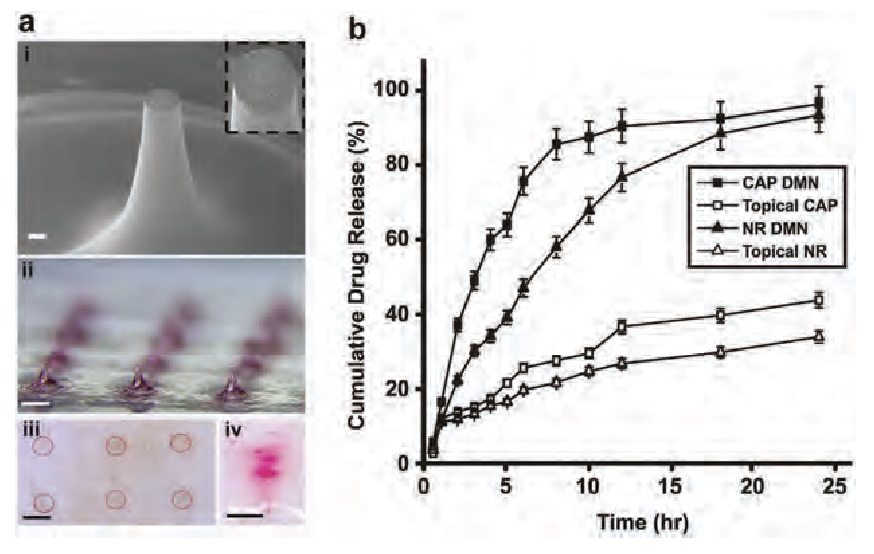 a
b
i
ii
iii
iv
Cumulative Drug Release (%)
100
80
60
40
20
0
0 5 10 15 20 25
Time (hr)
CAP DMN
Topical CAP
NR DMN
Topical NR